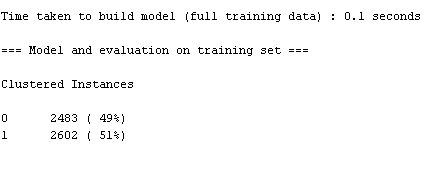 Time taken to build model (full training data) : 0.1 seconds
=== Model and evaluation on training set ===
Clustered Instances
0      2483 ( 49%)
1      2602 ( 51%)